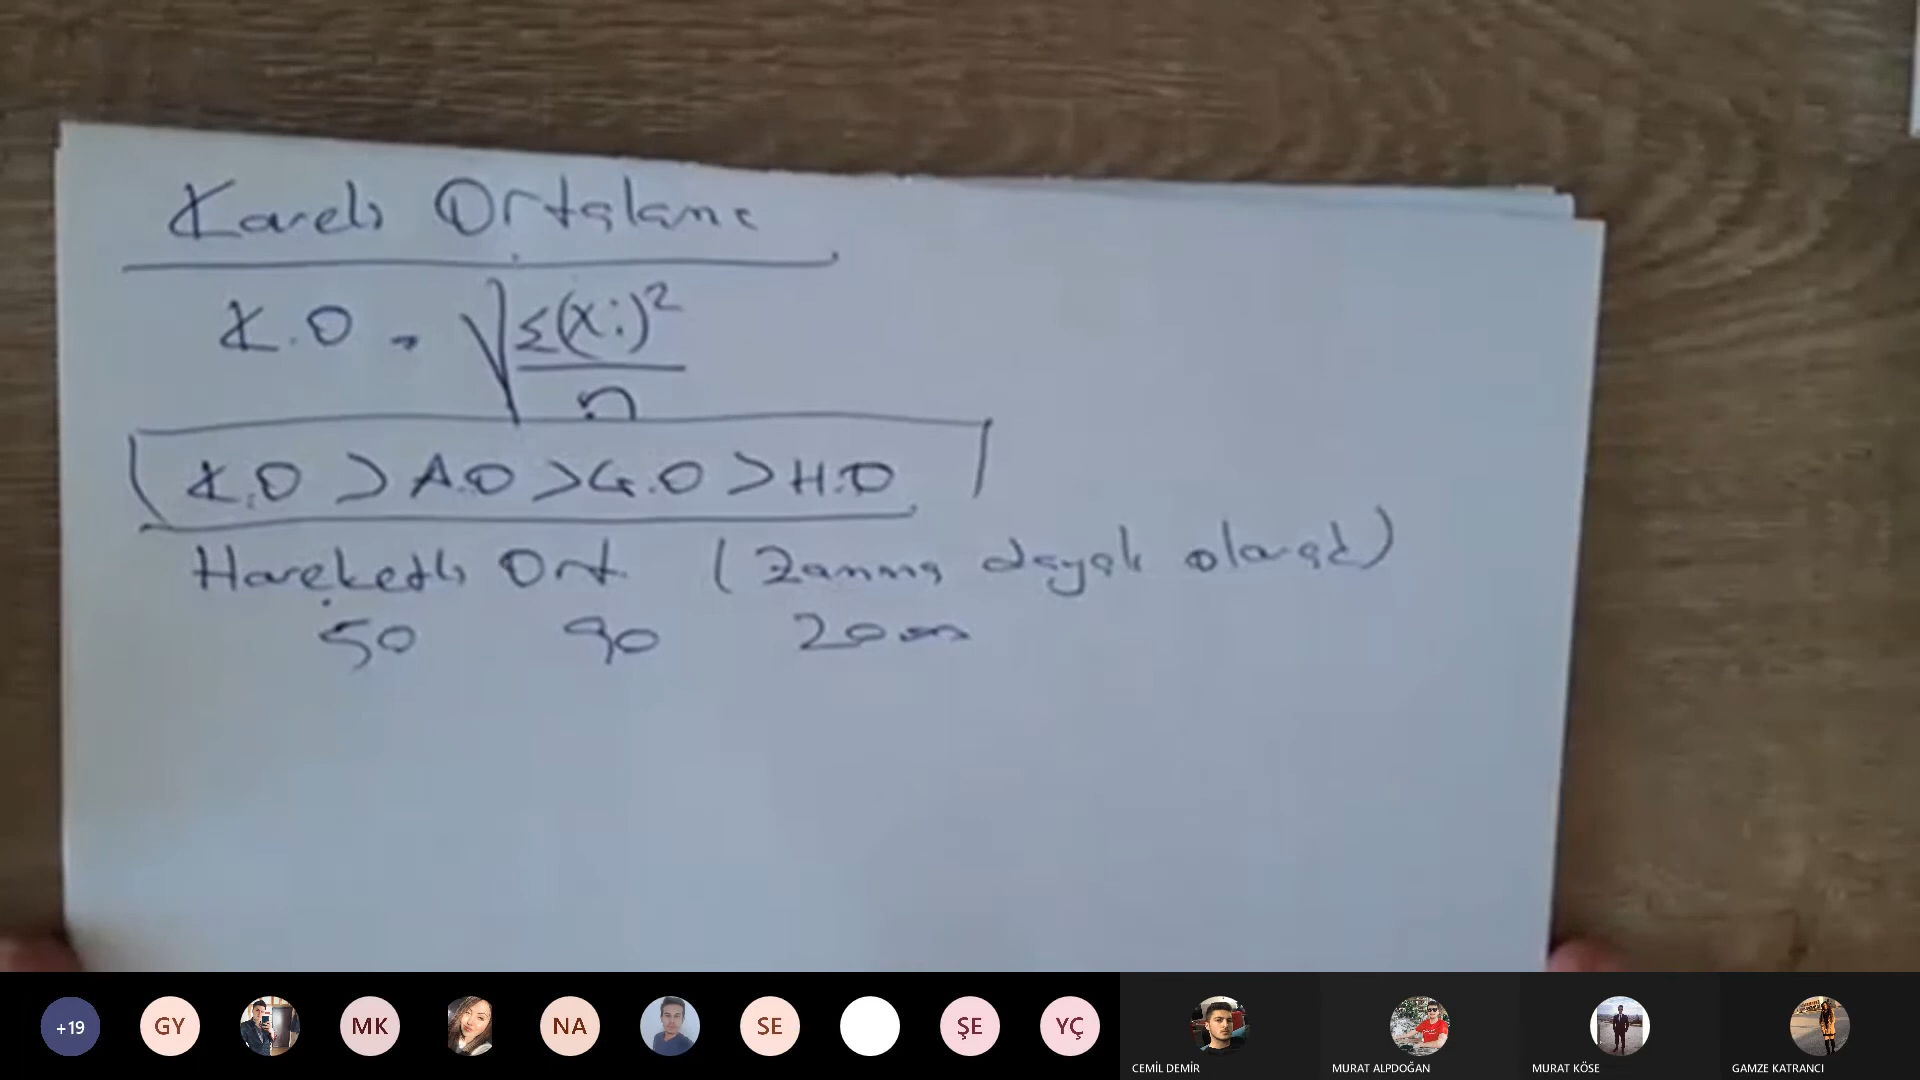 Kareli Ortalama
K.O = √Σ(xi)²
n
K.O > A.O > G.O > H.O
Hareketli Ort. (Zamana dayalı olarak)
50 90 200
+19 GY MK NA SE ŞE YÇ
CEMİL DEMİR MURAT ALPDOĞAN MURAT KÖSE GAMZE KATRANCI